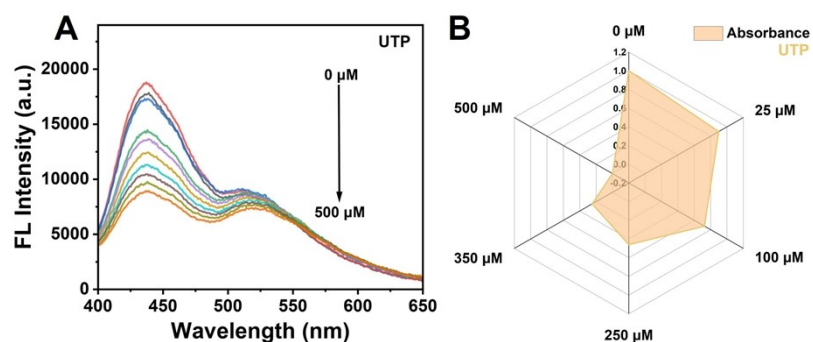 A
UTP
0 µM
500 µM
FL Intensity (a.u.)
20000
15000
10000
5000
0
400
450
500
550
600
650
Wavelength (nm)
B
Absorbance
UTP
0 µM
25 µM
100 µM
250 µM
350 µM
500 µM
1.2
1.0
0.8
0.6
0.4
0.2
0.0
-0.2